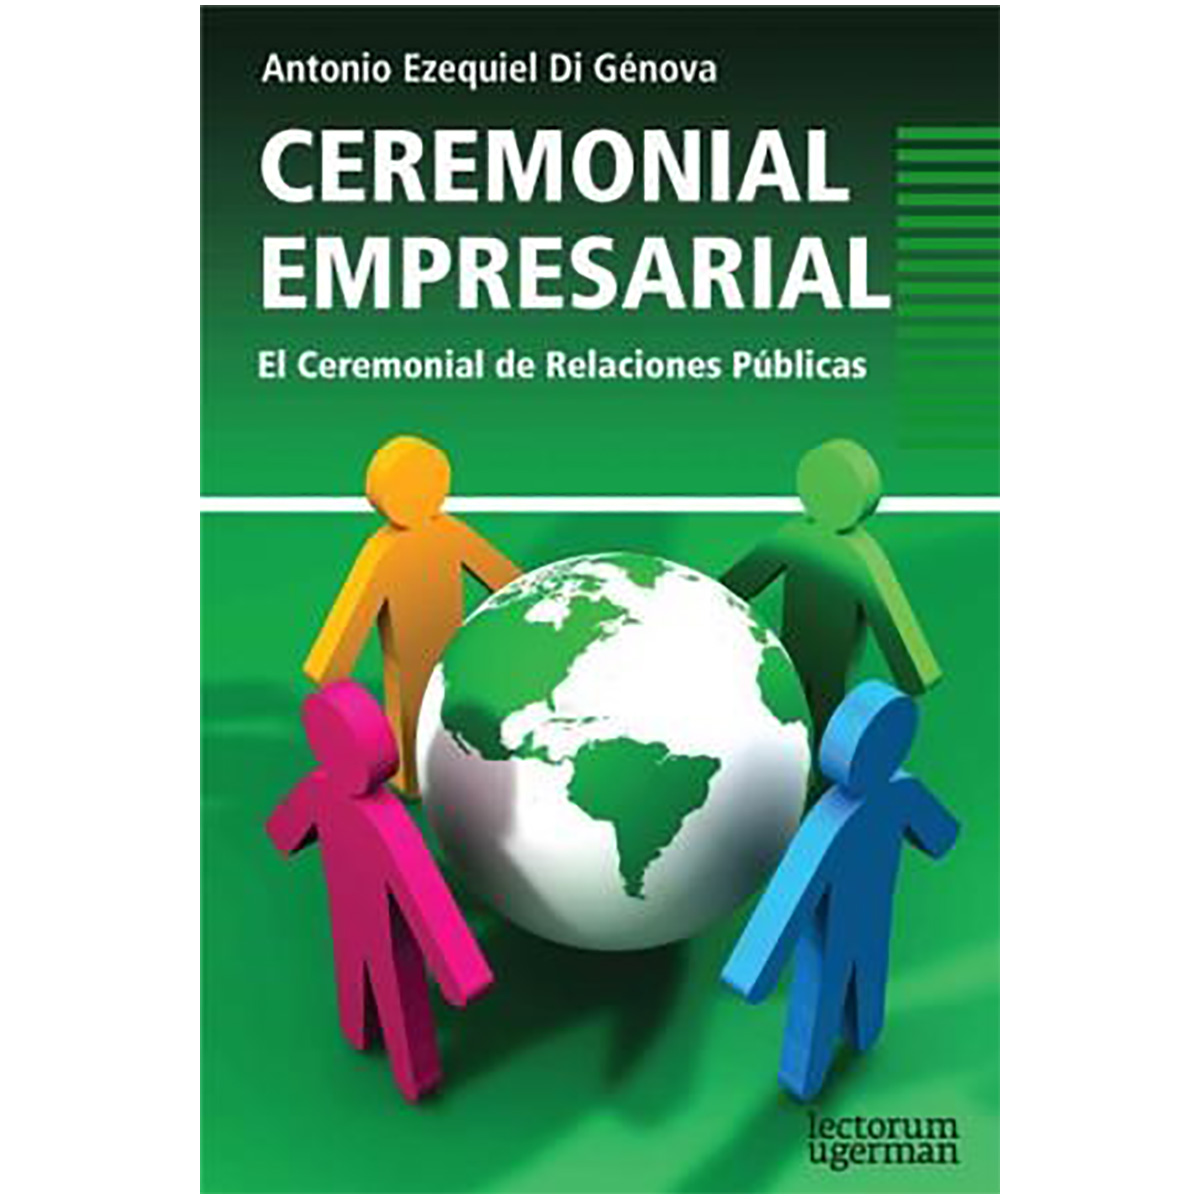 Antonio Ezequiel Di Génova
CEREMONIAL
EMPRESARIAL
El Ceremonial de Relaciones Públicas
lectorum
ugerman